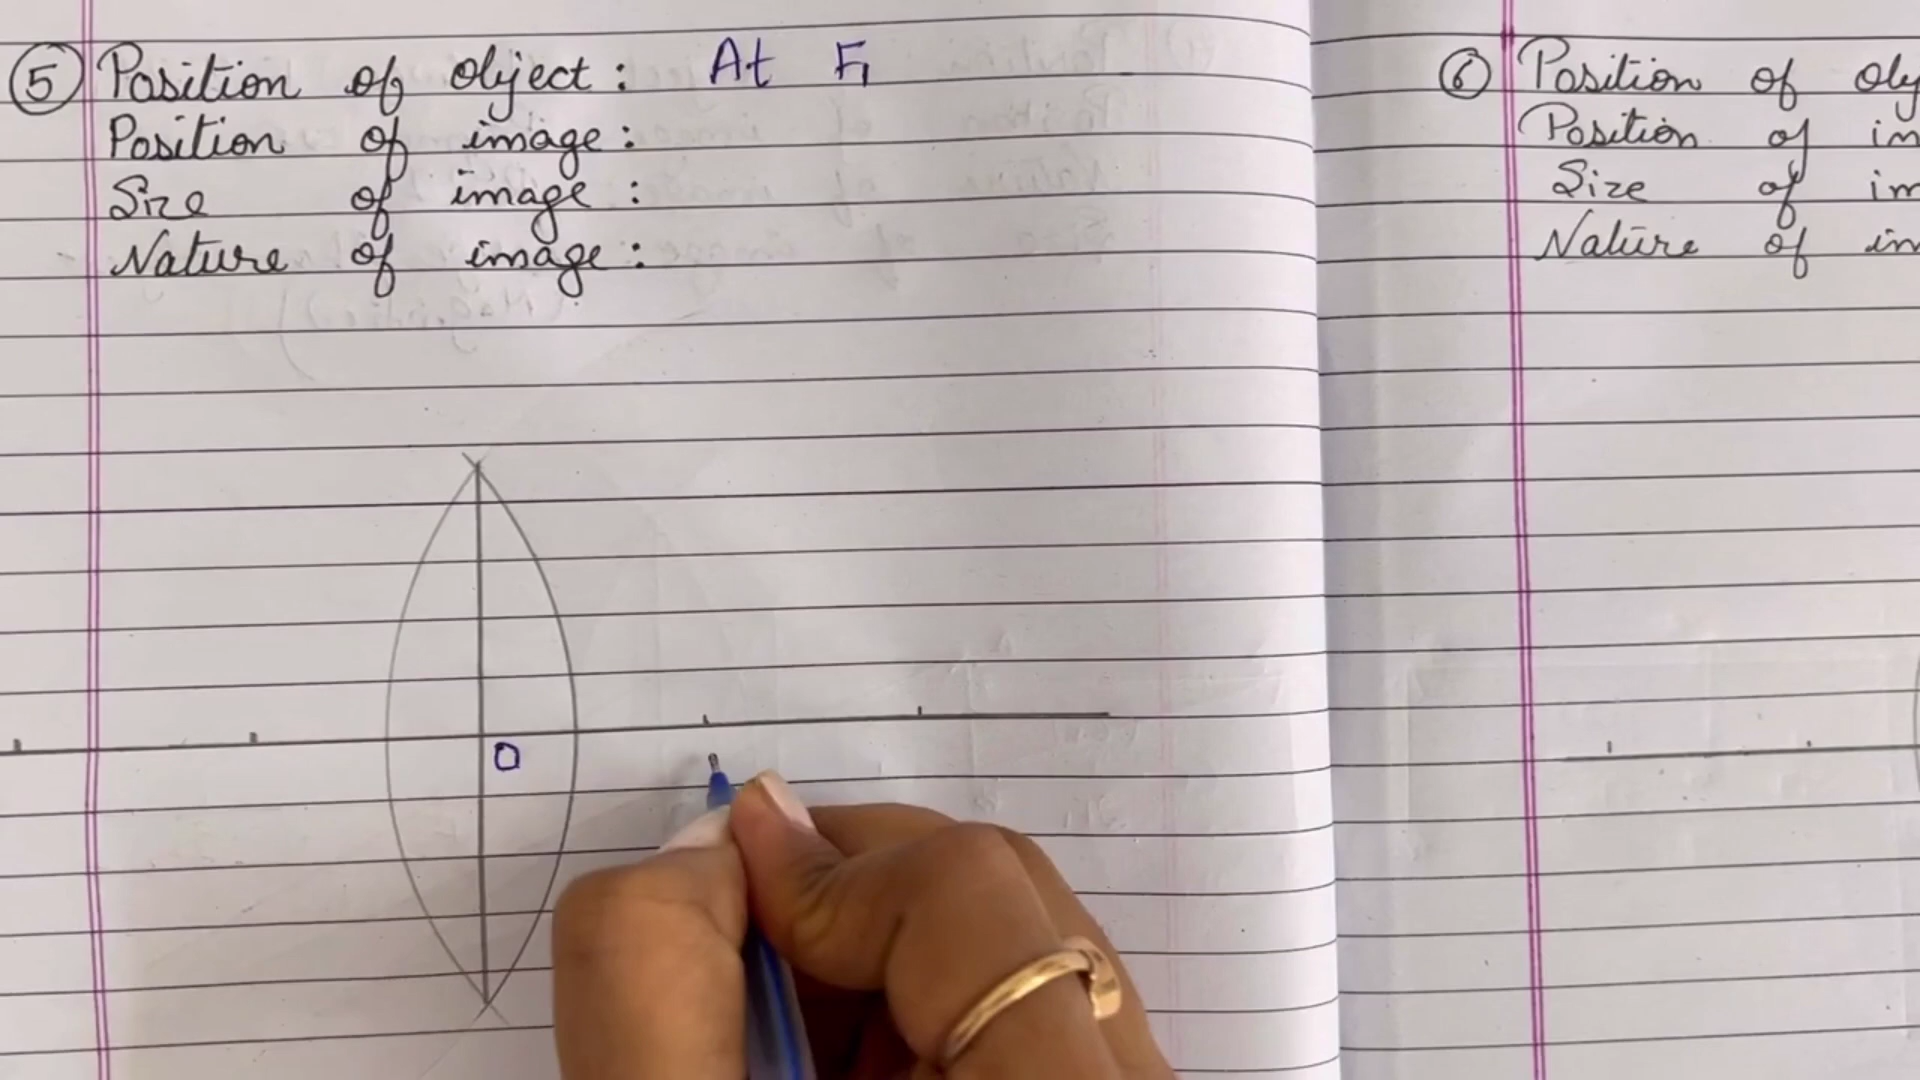 5 Position of object: At F1
Position of image:
Size of image:
Nature of image:
O
6 Position of
Position of
Size of
Nature of